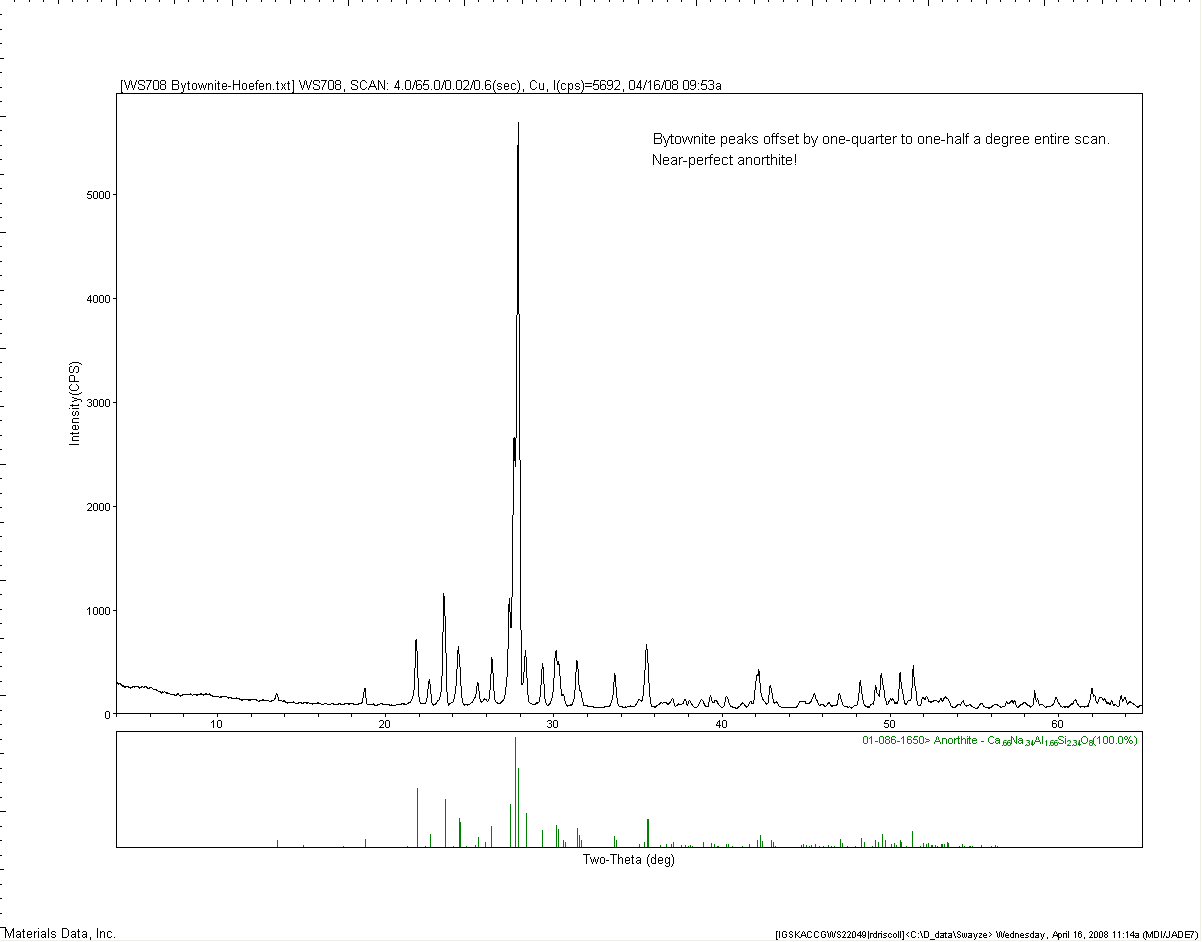 [WS708 Bytownite-Hoefen.txt] WS708, SCAN: 4.0/65.0/0.02/0.6(sec), Cu, I(cps)=5692, 04/16/08 09:53a
Bytownite peaks offset by one-quarter to one-half a degree entire scan.
Near-perfect anorthite!
Intensity(CPS)
5000
4000
3000
2000
1000
0
10 20 30 40 50 60
01-086-1650> Anorthite - Ca.66Na.34Al1.66Si2.34O8(100.0%)
Two-Theta (deg)
Materials Data, Inc.
[IGSKACCGWS22049|rdriscoll]<C:\D_data\Swayze> Wednesday, April 16, 2008 11:14a (MDI/JADE7)